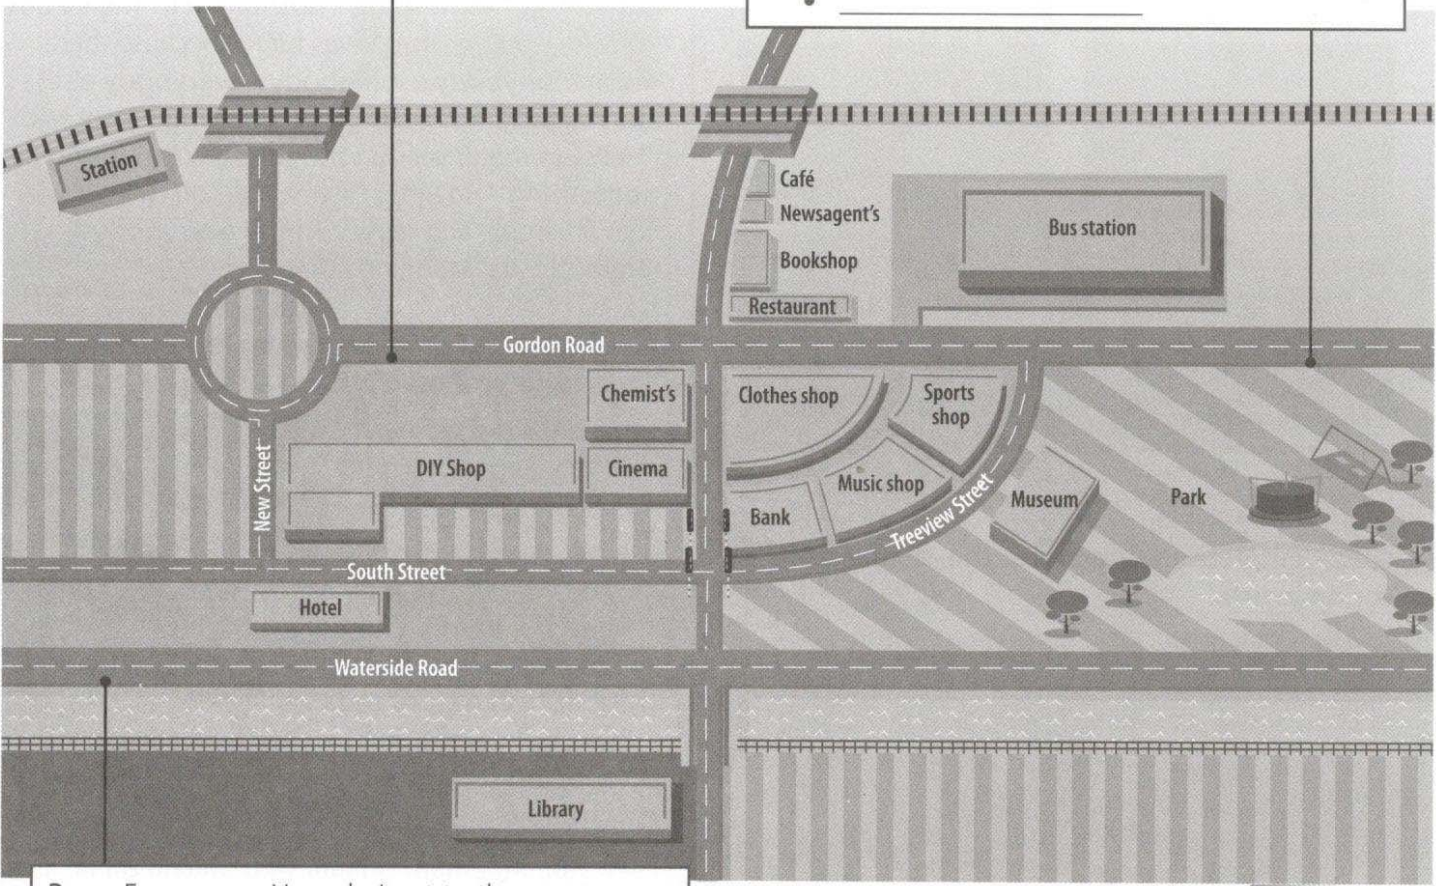 Station
Café
Newsagent's
Bookshop
Bus station
Restaurant
Gordon Road
Chemist's
Clothes shop
Sports
shop
DIY Shop
Cinema
Music shop
Bank
Museum
Park
New Street
Treeview Street
South Street
Hotel
Waterside Road
Library